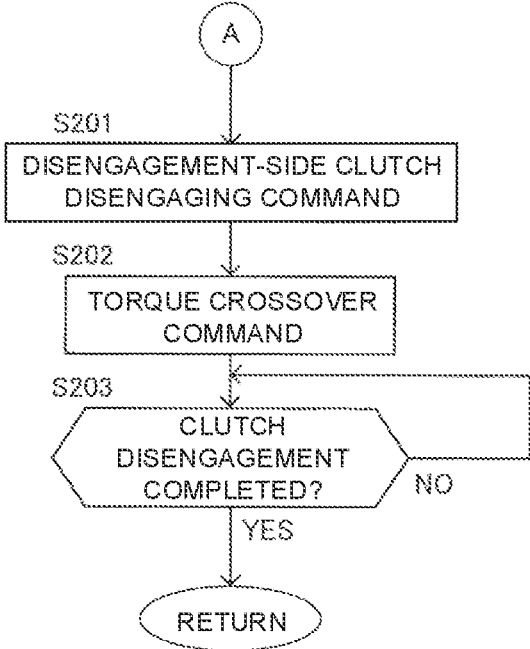 A
S201
DISENGAGEMENT-SIDE CLUTCH
DISENGAGING COMMAND
S202
TORQUE CROSSOVER
COMMAND
S203
CLUTCH
DISENGAGEMENT
COMPLETED?
NO
YES
RETURN